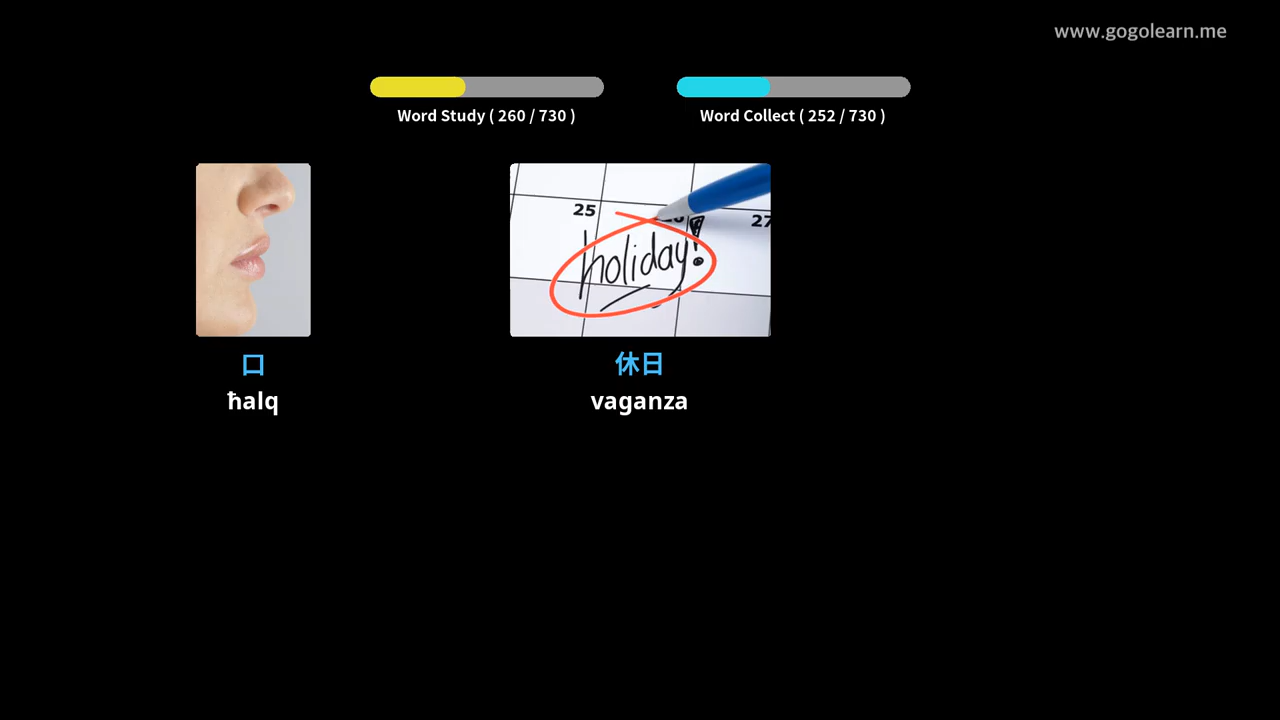 www.gogolearn.me
Word Study ( 260 / 730 )
Word Collect ( 252 / 730 )
25
27
holiday!
口
ħalq
休日
vaganza